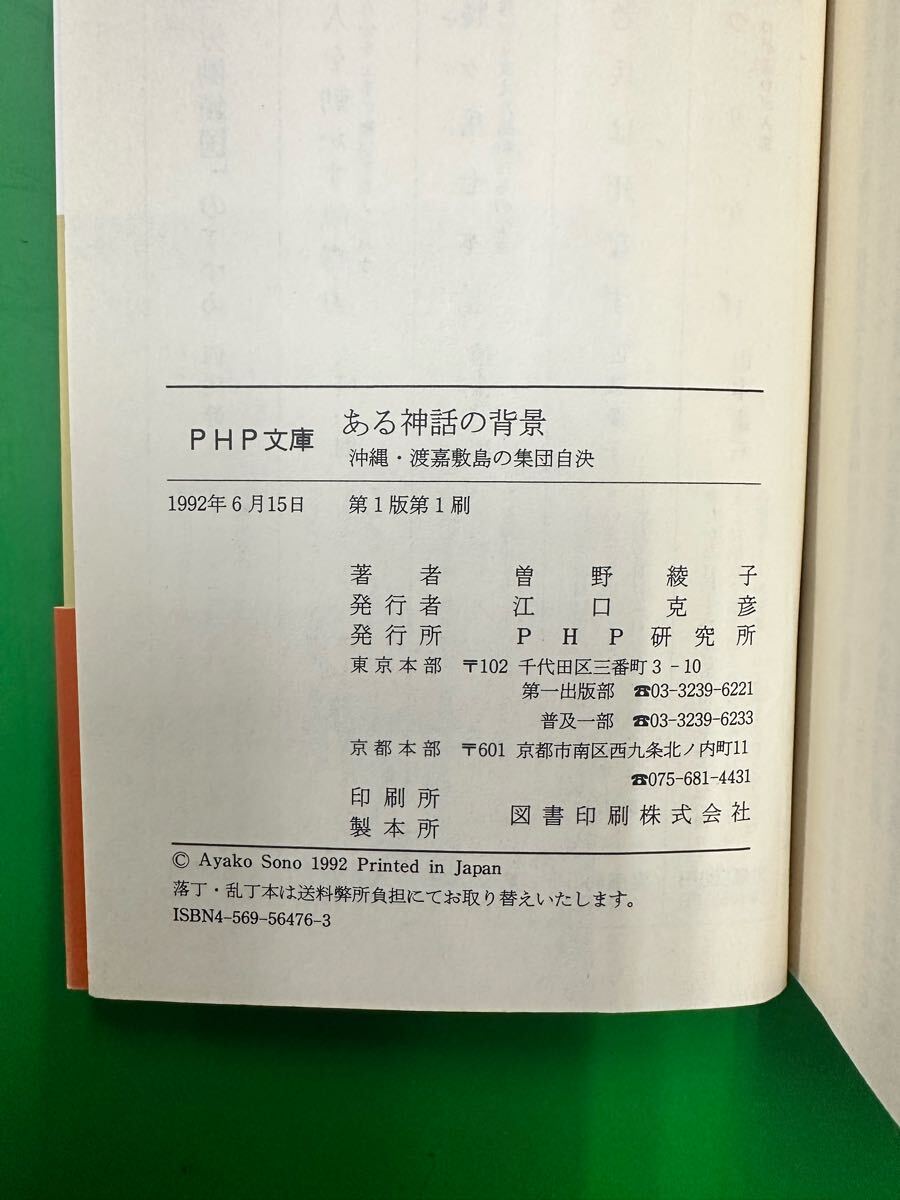 PHP文庫 ある神話の背景
沖縄・渡嘉敷島の集団自決
1992年6月15日 第1版第1刷
著者 曽野綾子
発行者 江口克彦
発行所 PHP研究所
東京本部 〒102 千代田区三番町3-10
第一出版部 ☎03-3239-6221
普及一部 ☎03-3239-6233
京都本部 〒601 京都市南区西九条北ノ内町11
☎075-681-4431
印刷所
製本所 図書印刷株式会社
© Ayako Sono 1992 Printed in Japan
落丁・乱丁本は送料弊所負担にてお取り替えいたします。
ISBN4-569-56476-3